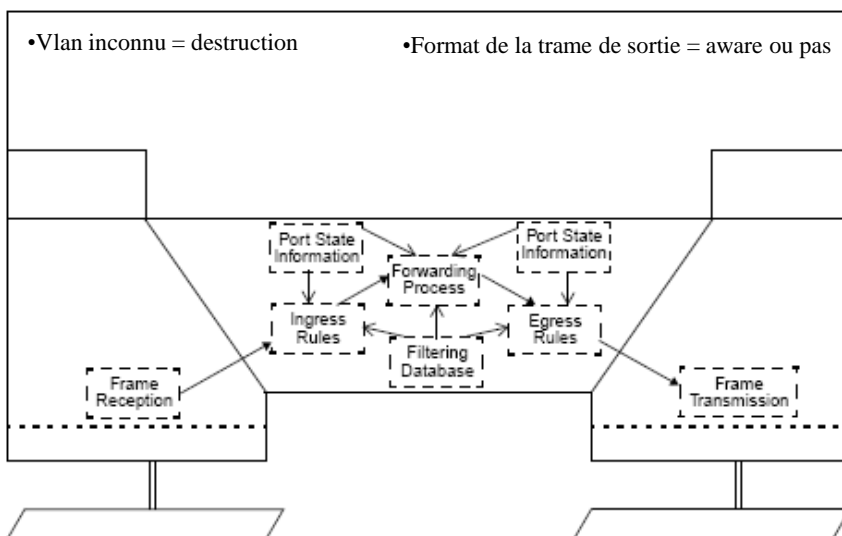 •Vlan inconnu = destruction
•Format de la trame de sortie = aware ou pas
Port State
Information
Port State
Information
Forwarding
Process
Ingress
Rules
Egress
Rules
Filtering
Database
Frame
Reception
Frame
Transmission